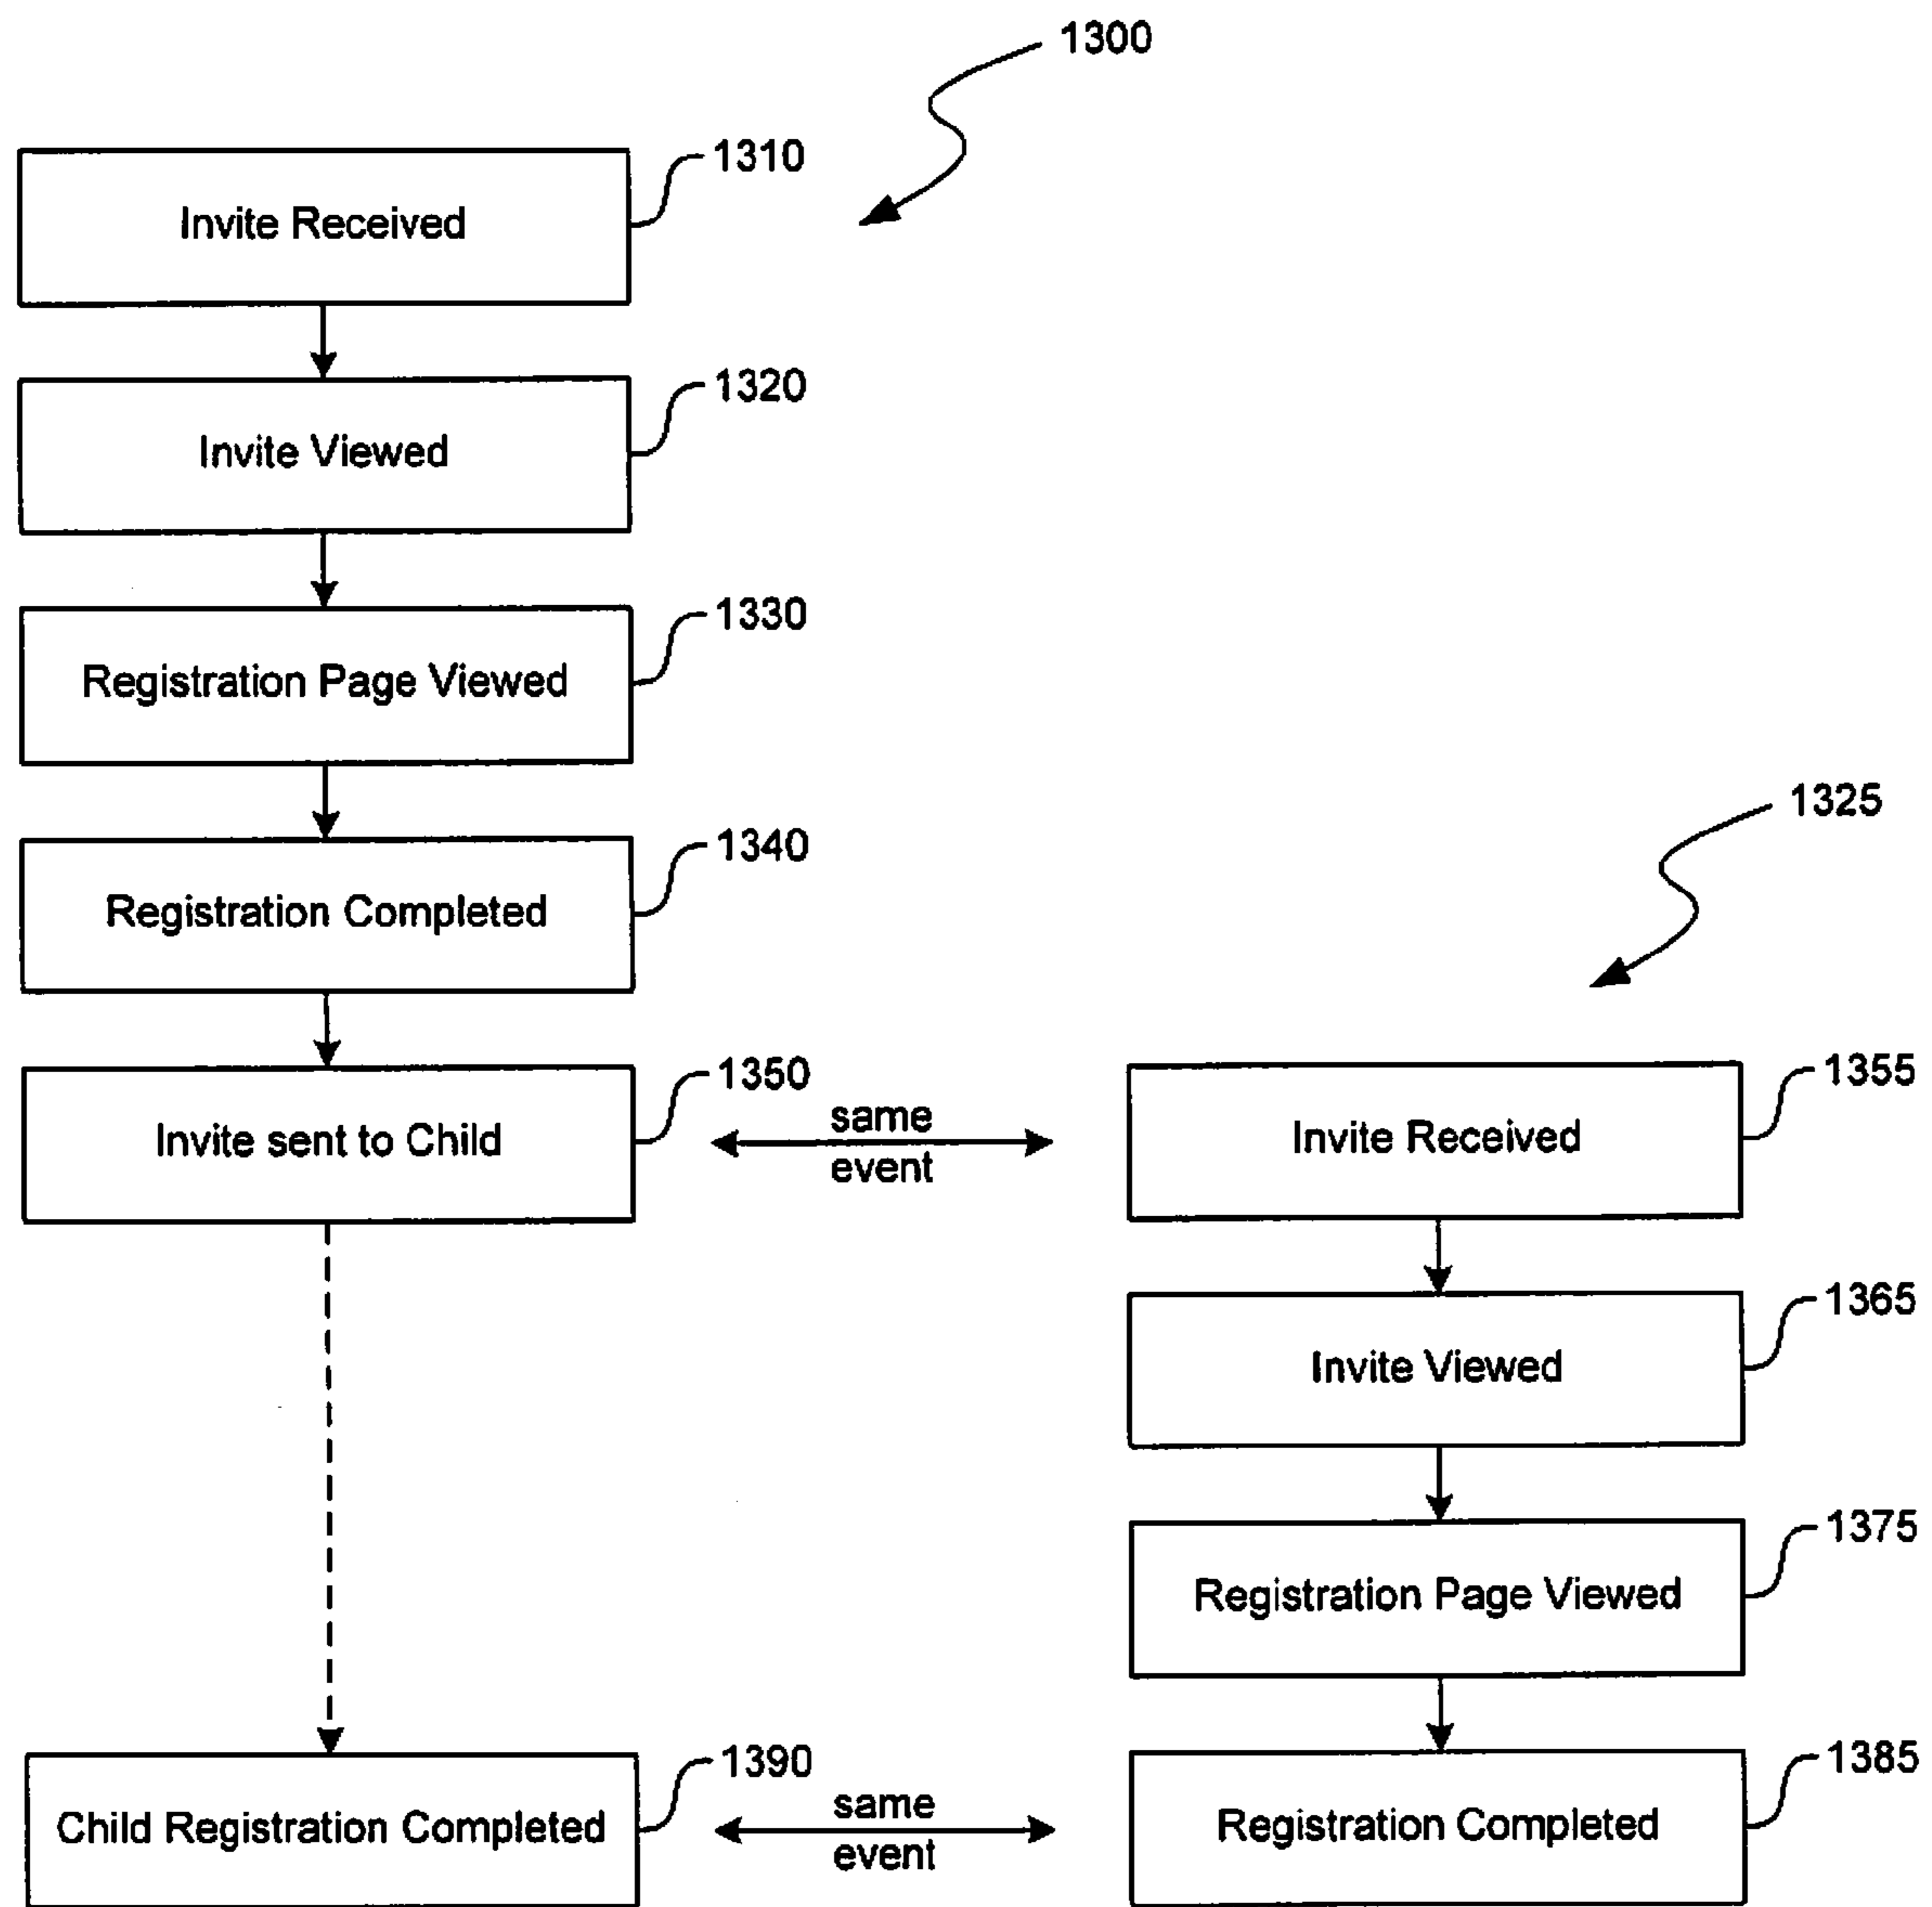 1300
1310
Invite Received
1320
Invite Viewed
1330
Registration Page Viewed
1340
Registration Completed
1325
1350
Invite sent to Child
same
event
1355
Invite Received
1365
Invite Viewed
1375
Registration Page Viewed
1390
Child Registration Completed
same
event
1385
Registration Completed